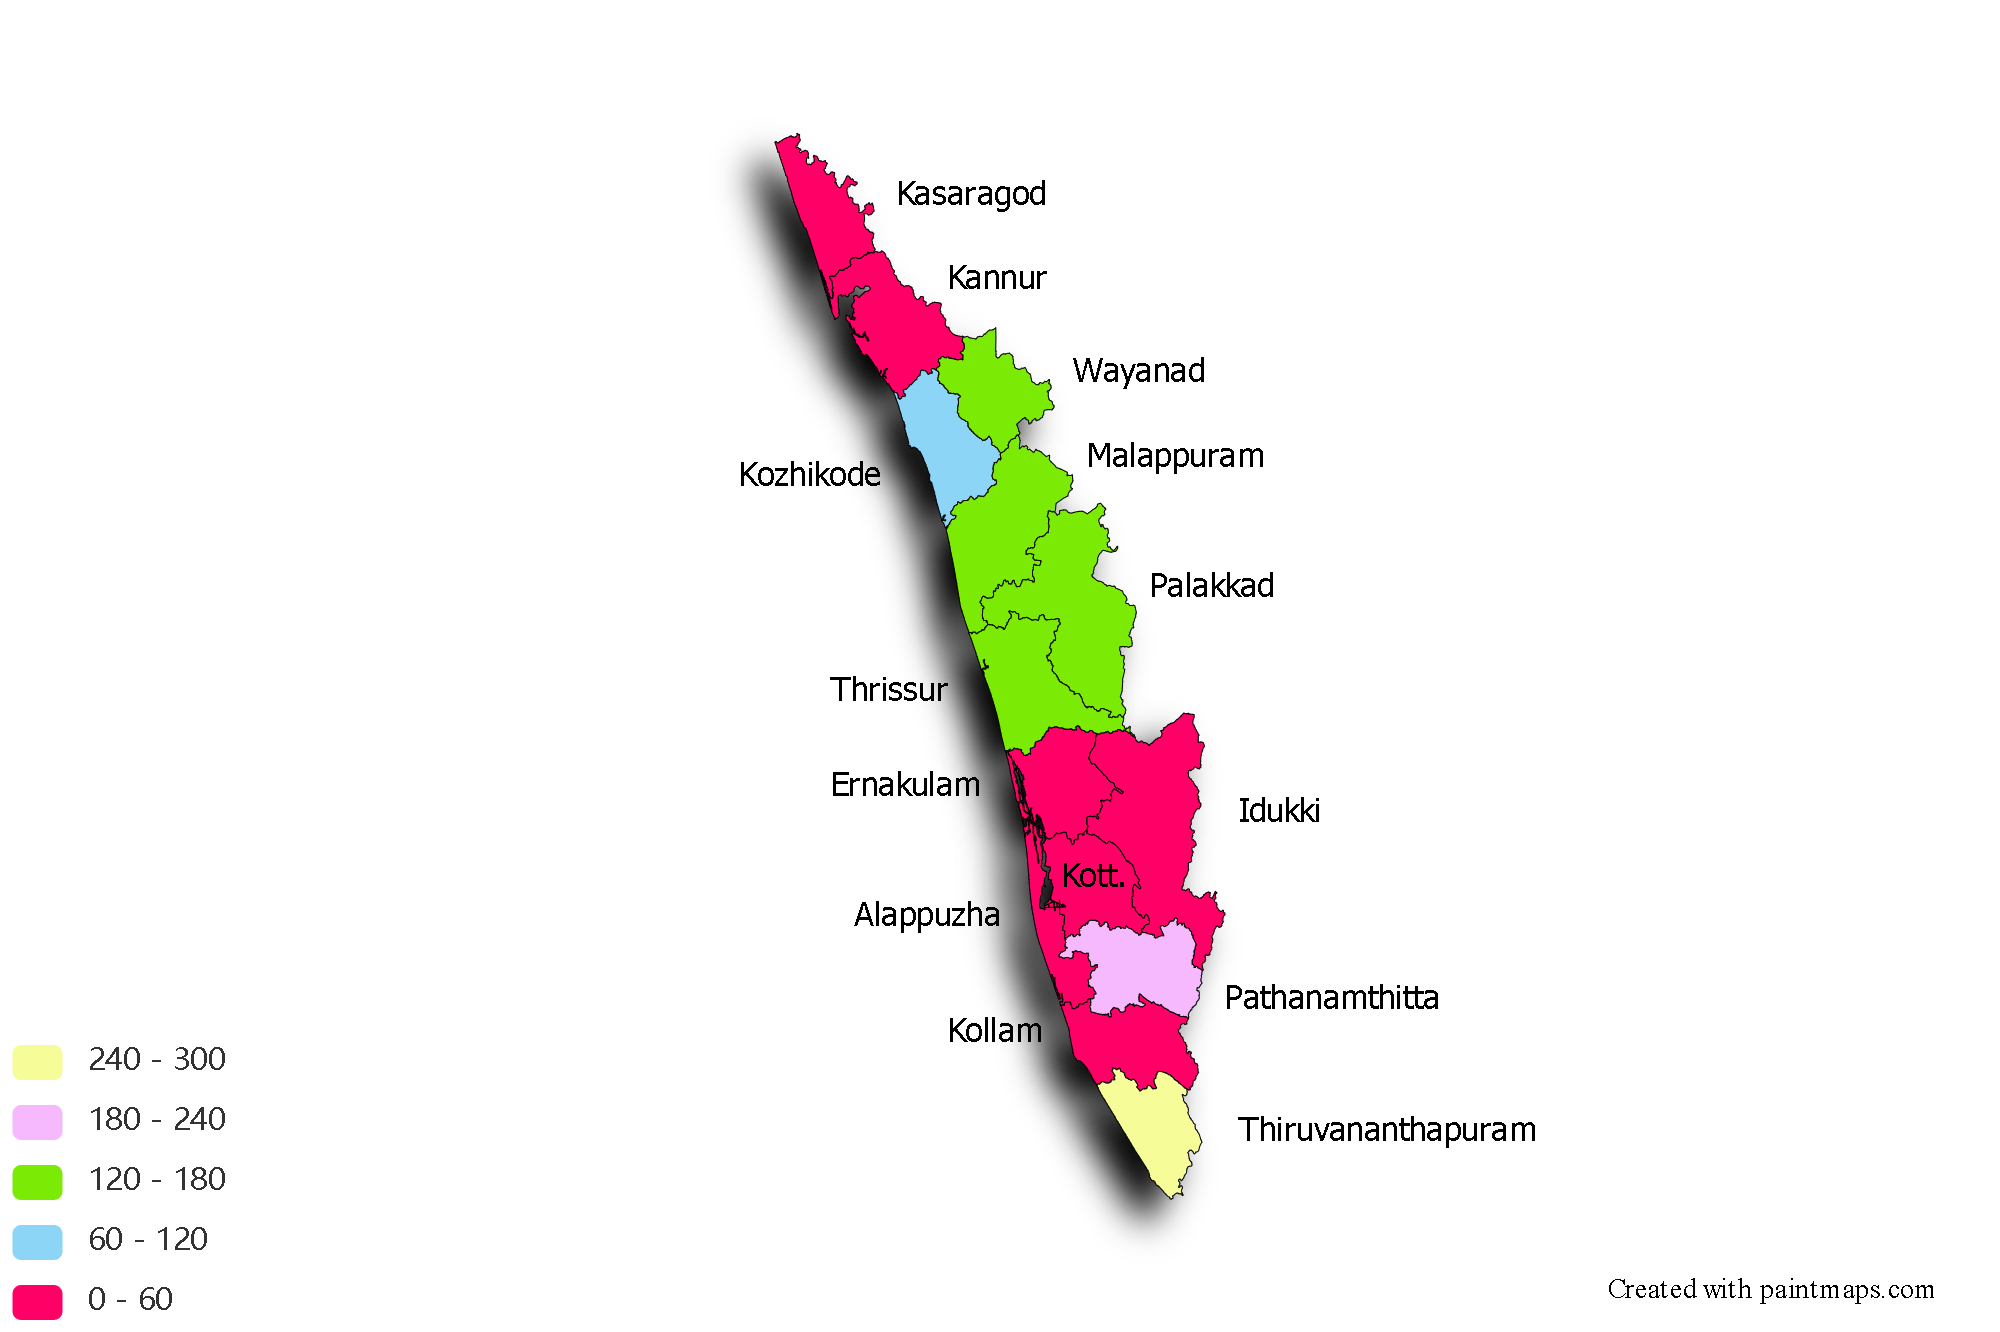 Kasaragod
Kannur
Wayanad
Malappuram
Kozhikode
Palakkad
Thrissur
Ernakulam
Idukki
Kott.
Alappuzha
Pathanamthitta
Kollam
Thiruvananthapuram
240 - 300
180 - 240
120 - 180
60 - 120
0 - 60
Created with paintmaps.com